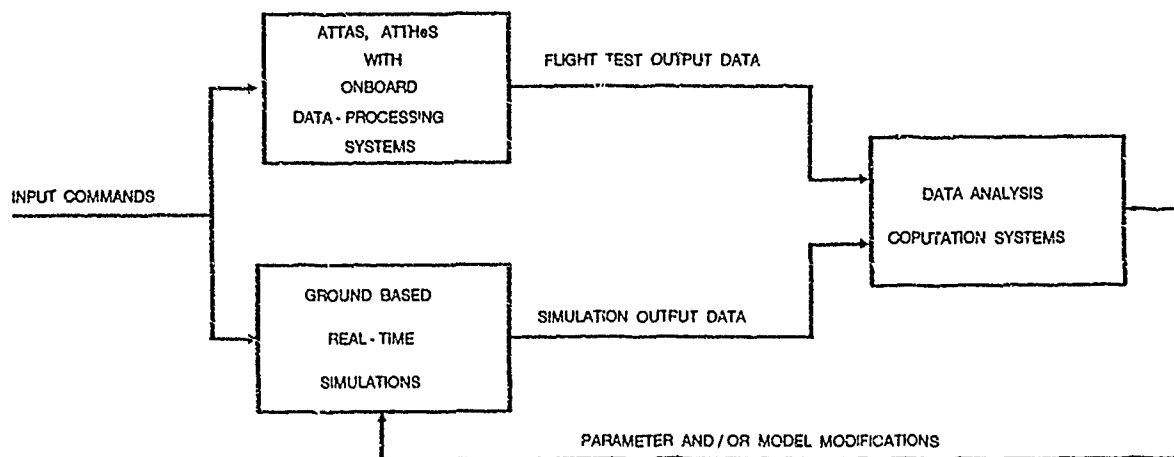 ATTAS, ATTHeS
WITH
ONBOARD
DATA-PROCESSING
SYSTEMS
FLIGHT TEST OUTPUT DATA
INPUT COMMANDS
DATA ANALYSIS
COPUTATION SYSTEMS
GROUND BASED
REAL-TIME
SIMULATIONS
SIMULATION OUTPUT DATA
PARAMETER AND/OR MODEL MODIFICATIONS